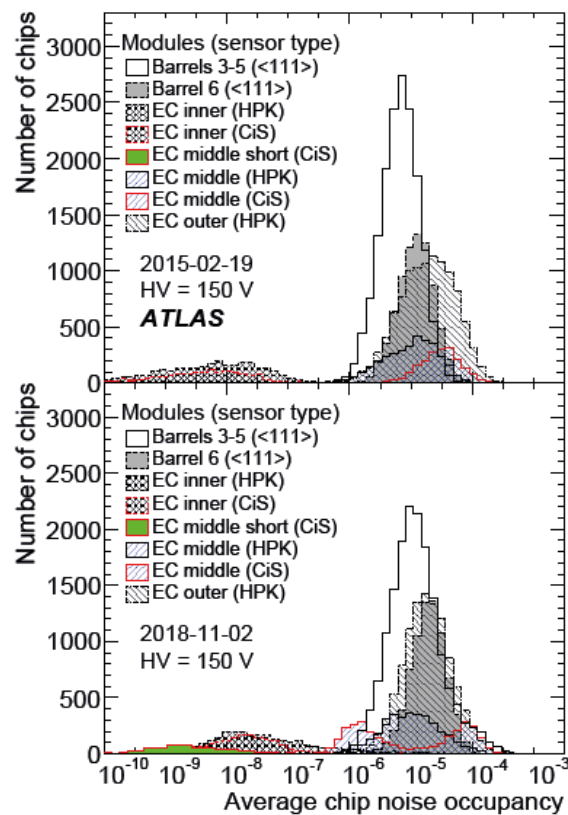 Number of chips
3000
2500
2000
1500
1000
500
0
Modules (sensor type)
Barrels 3-5 (<111>)
Barrel 6 (<111>)
EC inner (HPK)
EC inner (CiS)
EC middle short (CiS)
EC middle (HPK)
EC middle (CiS)
EC outer (HPK)
2015-02-19
HV = 150 V
ATLAS
Number of chips
3000
2500
2000
1500
1000
500
0
Modules (sensor type)
Barrels 3-5 (<111>)
Barrel 6 (<111>)
EC inner (HPK)
EC inner (CiS)
EC middle short (CiS)
EC middle (HPK)
EC middle (CiS)
EC outer (HPK)
2018-11-02
HV = 150 V
10⁻¹⁰ 10⁻⁹ 10⁻⁸ 10⁻⁷ 10⁻⁶ 10⁻⁵ 10⁻⁴ 10⁻³
Average chip noise occupancy